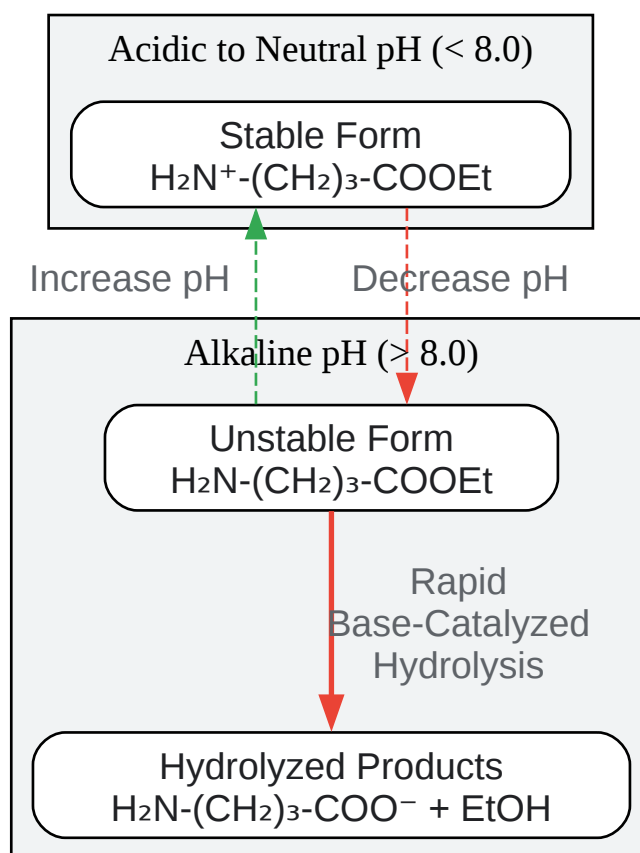 Acidic to Neutral pH (< 8.0)
Stable Form
H₂N⁺-(CH₂)₃-COOEt
Increase pH
Decrease pH
Alkaline pH (> 8.0)
Unstable Form
H₂N-(CH₂)₃-COOEt
Rapid
Base-Catalyzed
Hydrolysis
Hydrolyzed Products
H₂N-(CH₂)₃-COO⁻ + EtOH